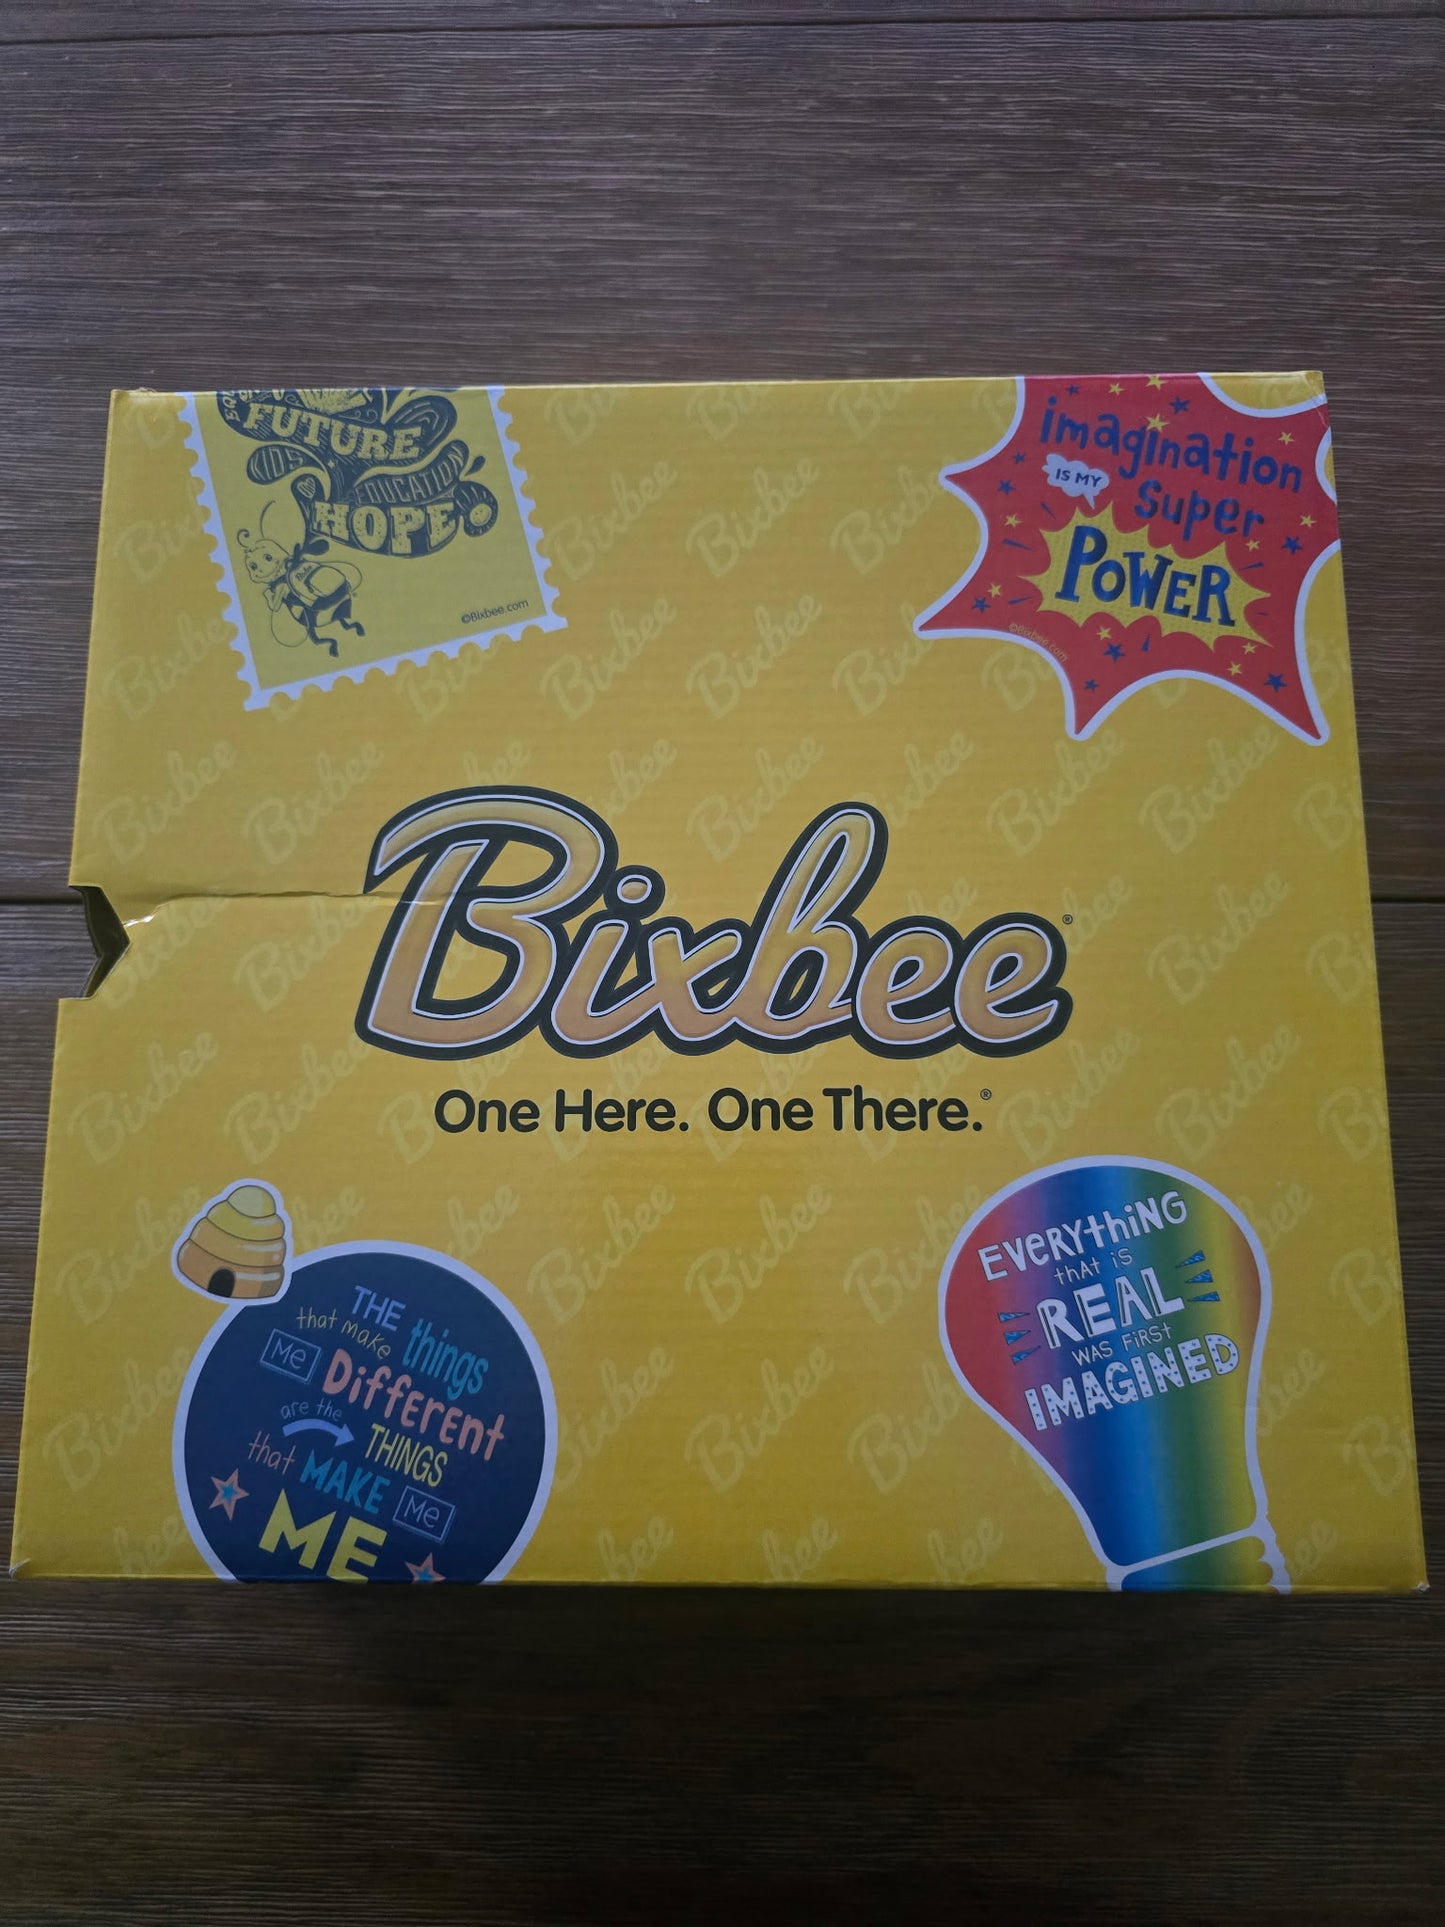 FUTURE
KIDS
EDUCATION
HOPE
©Bixbee.com
imagination
IS MY
super
POWER
©Bixbee.com
Bixbee®
One Here. One There.®
THE
that make things
Me Different
are the
THINGS
that MAKE Me
ME
EVERYthiNG
thAt iS
REAL
WAS FiRSt
IMAGINED